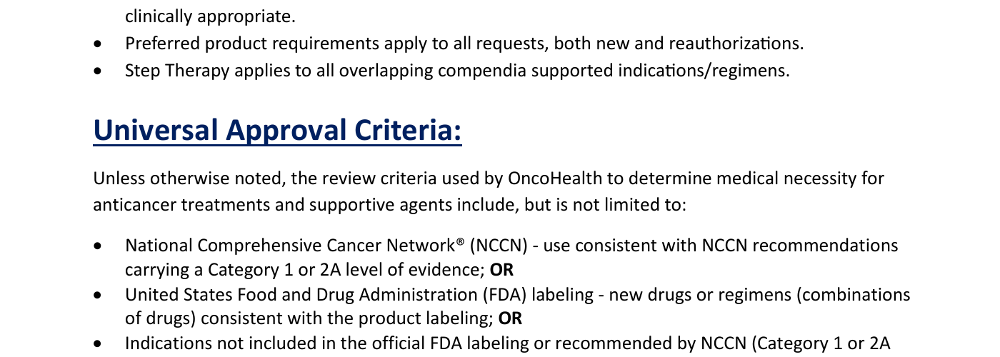 clinically appropriate.
• Preferred product requirements apply to all requests, both new and reauthorizations.
• Step Therapy applies to all overlapping compendia supported indications/regimens.
Universal Approval Criteria:
Unless otherwise noted, the review criteria used by OncoHealth to determine medical necessity for
anticancer treatments and supportive agents include, but is not limited to:
• National Comprehensive Cancer Network® (NCCN) - use consistent with NCCN recommendations
carrying a Category 1 or 2A level of evidence; OR
• United States Food and Drug Administration (FDA) labeling - new drugs or regimens (combinations
of drugs) consistent with the product labeling; OR
• Indications not included in the official FDA labeling or recommended by NCCN (Category 1 or 2A